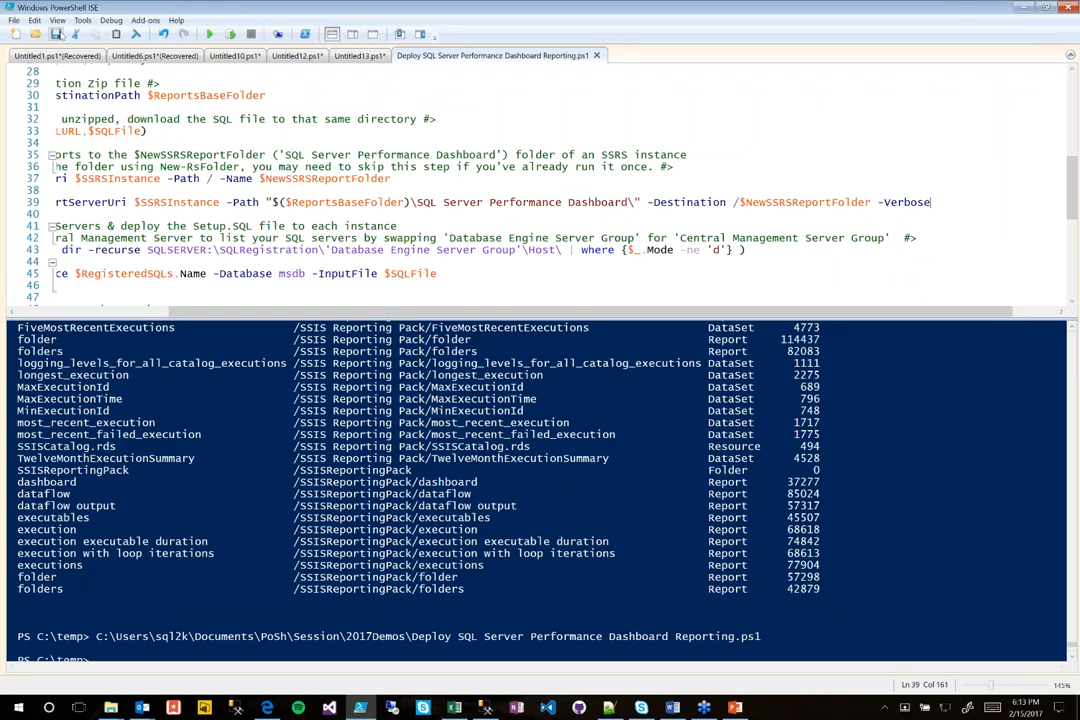 Windows PowerShell ISE
File Edit View Tools Debug Add-ons Help
Untitled1.ps1*(Recovered) Untitled6.ps1*(Recovered) Untitled10.ps1* Untitled12.ps1* Untitled13.ps1* Deploy SQL Server Performance Dashboard Reporting.ps1
28
29 tion Zip file #>
30 stinationPath $ReportsBaseFolder
31
32 unzipped, download the SQL file to that same directory #>
33 LURL,$SQLFile)
34
35 orts to the $NewSSRSReportFolder ('SQL Server Performance Dashboard') folder of an SSRS instance
36 he folder using New-RsFolder, you may need to skip this step if you've already run it once. #>
37 ri $SSRSInstance -Path / -Name $NewSSRSReportFolder
38
39 rtServerUri $SSRSInstance -Path "$($ReportsBaseFolder)\SQL Server Performance Dashboard\" -Destination /$NewSSRSReportFolder -Verbose
40
41 Servers & deploy the Setup.SQL file to each instance
42 ral Management Server to list your SQL servers by swapping 'Database Engine Server Group' for 'Central Management Server Group' #>
43 dir -recurse SQLSERVER:\SQLRegistration\'Database Engine Server Group'\Host\ | where {$_.Mode -ne 'd'} )
44
45 ce $RegisteredSQLs.Name -Database msdb -InputFile $SQLFile
46
47
FiveMostRecentExecutions /SSIS Reporting Pack/FiveMostRecentExecutions DataSet 4773
folder /SSIS Reporting Pack/folder Report 114437
folders /SSIS Reporting Pack/folders Report 82083
logging_levels_for_all_catalog_executions /SSIS Reporting Pack/logging_levels_for_all_catalog_executions DataSet 1111
longest_execution /SSIS Reporting Pack/longest_execution DataSet 2275
MaxExecutionId /SSIS Reporting Pack/MaxExecutionId DataSet 689
MaxExecutionTime /SSIS Reporting Pack/MaxExecutionTime DataSet 796
MinExecutionId /SSIS Reporting Pack/MinExecutionId DataSet 748
most_recent_execution /SSIS Reporting Pack/most_recent_execution DataSet 1717
most_recent_failed_execution /SSIS Reporting Pack/most_recent_failed_execution DataSet 1775
SSISCatalog.rds /SSIS Reporting Pack/SSISCatalog.rds Resource 494
TwelveMonthExecutionSummary /SSIS Reporting Pack/TwelveMonthExecutionSummary DataSet 4528
SSISReportingPack /SSISReportingPack Folder 0
dashboard /SSISReportingPack/dashboard Report 37277
dataflow /SSISReportingPack/dataflow Report 85024
dataflow output /SSISReportingPack/dataflow output Report 57317
executables /SSISReportingPack/executables Report 45507
execution /SSISReportingPack/execution Report 68618
execution executable duration /SSISReportingPack/execution executable duration Report 74842
execution with loop iterations /SSISReportingPack/execution with loop iterations Report 68613
executions /SSISReportingPack/executions Report 77904
folder /SSISReportingPack/folder Report 57298
folders /SSISReportingPack/folders Report 42879
PS C:\temp> C:\Users\sql2k\Documents\PoSh\Session\2017Demos\Deploy SQL Server Performance Dashboard Reporting.ps1
PS C:\temp>
Ln 39 Col 161 145%
6:13 PM
2/15/2017